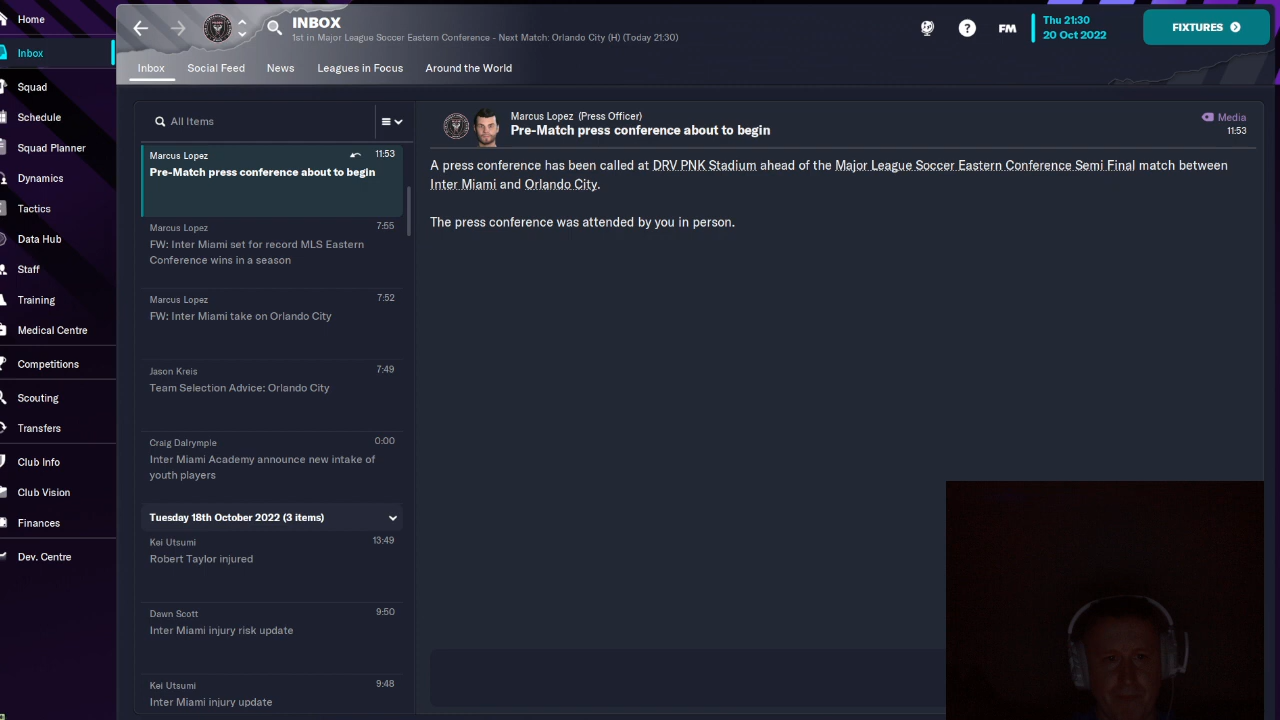 Home
Inbox
Squad
Schedule
Squad Planner
Dynamics
Tactics
Data Hub
Staff
Training
Medical Centre
Competitions
Scouting
Transfers
Club Info
Club Vision
Finances
Dev. Centre
INBOX
1st in Major League Soccer Eastern Conference - Next Match: Orlando City (H) (Today 21:30)
FM
Thu 21:30
20 Oct 2022
FIXTURES
Inbox
Social Feed
News
Leagues in Focus
Around the World
All Items
Marcus Lopez
11:53
Pre-Match press conference about to begin
Marcus Lopez
7:55
FW: Inter Miami set for record MLS Eastern
Conference wins in a season
Marcus Lopez
7:52
FW: Inter Miami take on Orlando City
Jason Kreis
7:49
Team Selection Advice: Orlando City
Craig Dalrymple
0:00
Inter Miami Academy announce new intake of
youth players
Tuesday 18th October 2022 (3 items)
Kei Utsumi
13:49
Robert Taylor injured
Dawn Scott
9:50
Inter Miami injury risk update
Kei Utsumi
9:48
Inter Miami injury update
Marcus Lopez (Press Officer)
Pre-Match press conference about to begin
Media
11:53
A press conference has been called at DRV PNK Stadium ahead of the Major League Soccer Eastern Conference Semi Final match between
Inter Miami and Orlando City.
The press conference was attended by you in person.